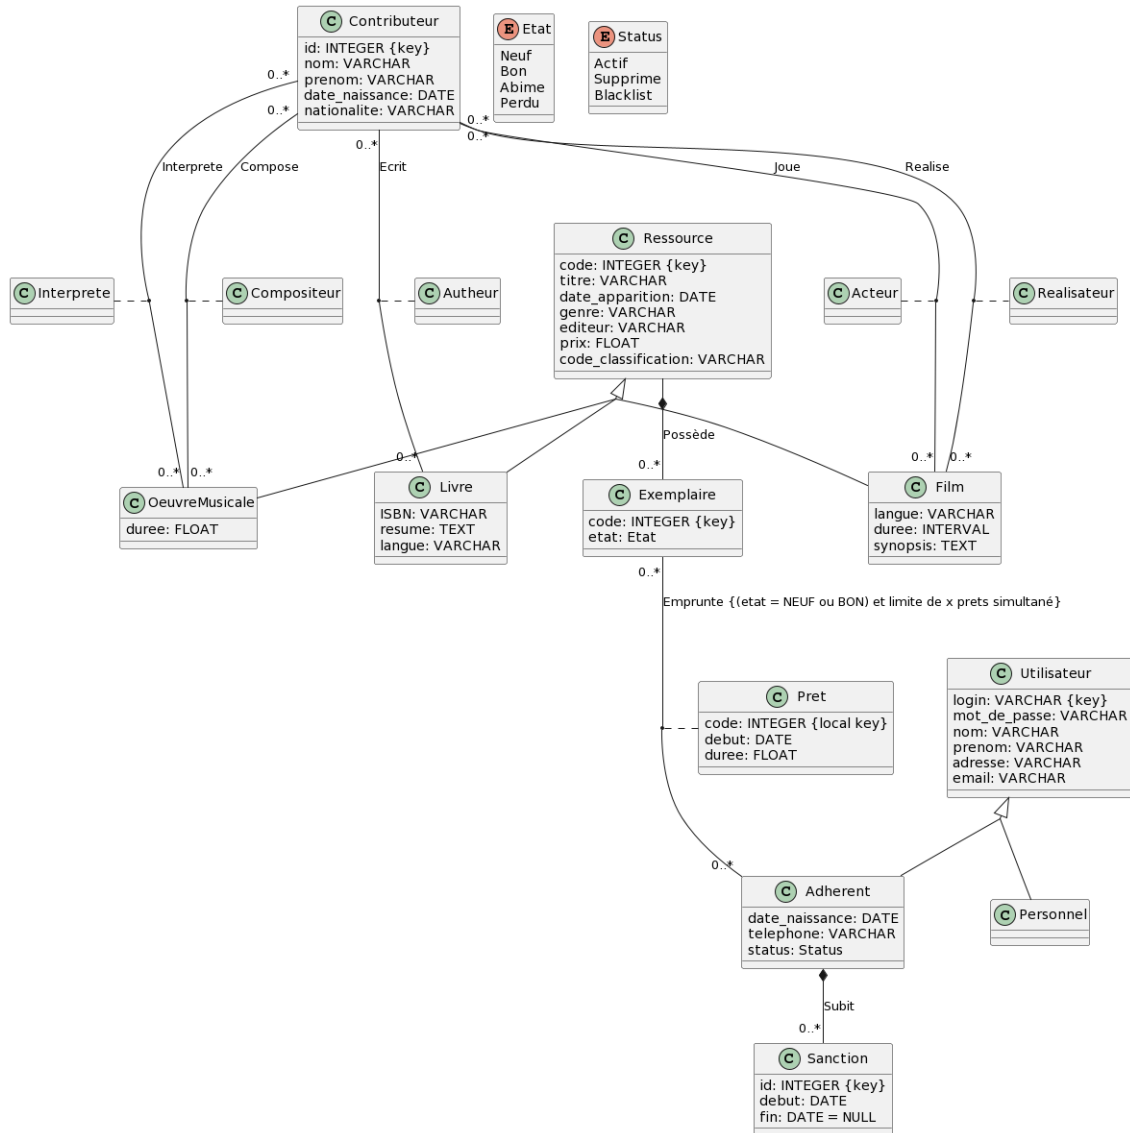 C Contributeur
id: INTEGER {key}
nom: VARCHAR
prenom: VARCHAR
date_naissance: DATE
nationalite: VARCHAR
E Etat
Neuf
Bon
Abime
Perdu
E Status
Actif
Supprime
Blacklist
0..*
0..*
0..*
0..*
0..*
Interprete
Compose
Ecrit
Joue
Realise
C Ressource
code: INTEGER {key}
titre: VARCHAR
date_apparition: DATE
genre: VARCHAR
editeur: VARCHAR
prix: FLOAT
code_classification: VARCHAR
C Interprete
C Compositeur
C Autheur
C Acteur
C Realisateur
Possède
0..*
0..*
0..*
0..*
0..*
0..*
C OeuvreMusicale
duree: FLOAT
C Livre
ISBN: VARCHAR
resume: TEXT
langue: VARCHAR
C Exemplaire
code: INTEGER {key}
etat: Etat
C Film
langue: VARCHAR
duree: INTERVAL
synopsis: TEXT
0..*
Emprunte {(etat = NEUF ou BON) et limite de x prets simultané}
C Pret
code: INTEGER {local key}
debut: DATE
duree: FLOAT
C Utilisateur
login: VARCHAR {key}
mot_de_passe: VARCHAR
nom: VARCHAR
prenom: VARCHAR
adresse: VARCHAR
email: VARCHAR
0..*
C Adherent
date_naissance: DATE
telephone: VARCHAR
status: Status
C Personnel
Subit
0..*
C Sanction
id: INTEGER {key}
debut: DATE
fin: DATE = NULL